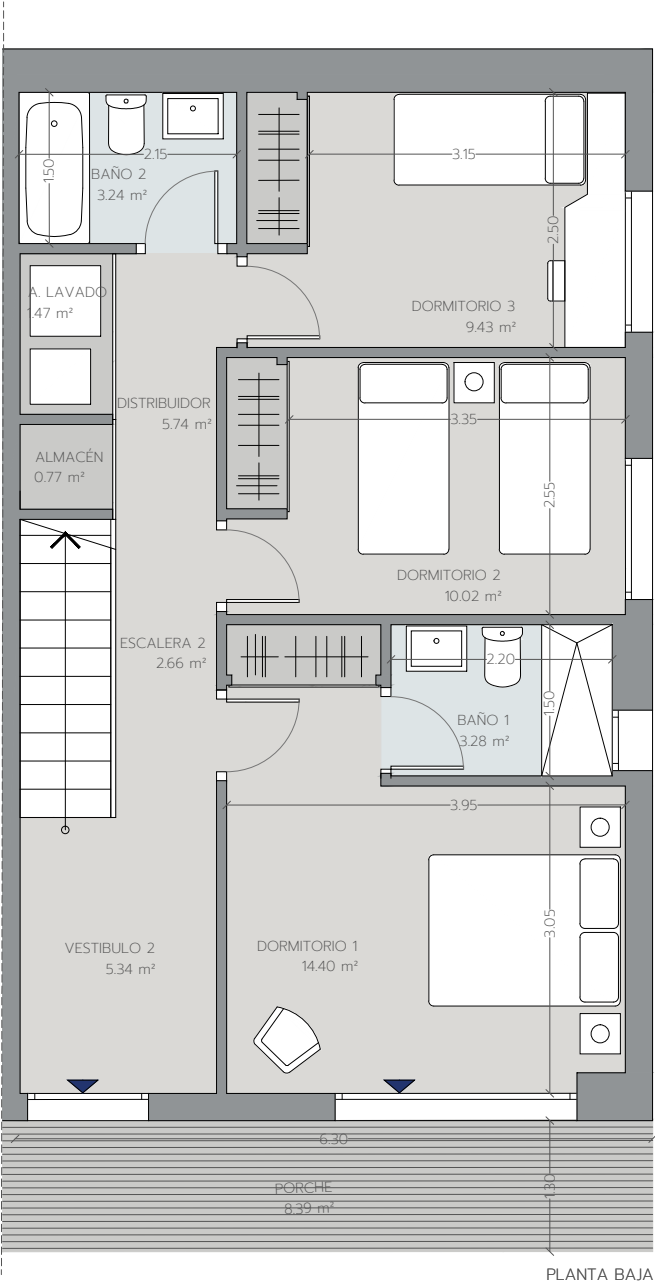 2.15
1.50
BAÑO 2
3.24 m²
3.15
2.50
A. LAVADO
1.47 m²
DORMITORIO 3
9.43 m²
DISTRIBUIDOR
5.74 m²
3.35
ALMACÉN
0.77 m²
2.55
DORMITORIO 2
10.02 m²
ESCALERA 2
2.66 m²
2.20
1.50
BAÑO 1
3.28 m²
3.95
3.05
VESTIBULO 2
5.34 m²
DORMITORIO 1
14.40 m²
6.30
PORCHE
8.39 m²
1.30
PLANTA BAJA